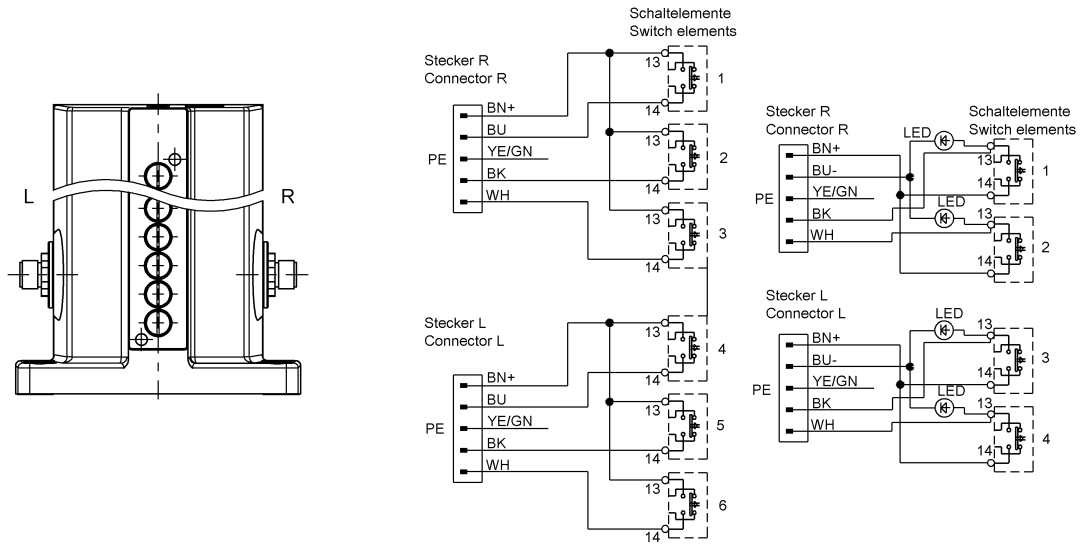 L
R
Schaltelemente
Switch elements
Stecker R
Connector R
BN+
BU
YE/GN
BK
WH
PE
13
14
1
13
14
2
13
14
3
Stecker L
Connector L
BN+
BU
YE/GN
BK
WH
PE
13
14
4
13
14
5
13
14
6
Stecker R
Connector R
Schaltelemente
Switch elements
BN+
BU-
YE/GN
BK
WH
PE
LED
13
14
1
LED
13
14
2
Stecker L
Connector L
BN+
BU-
YE/GN
BK
WH
PE
LED
13
14
3
LED
13
14
4